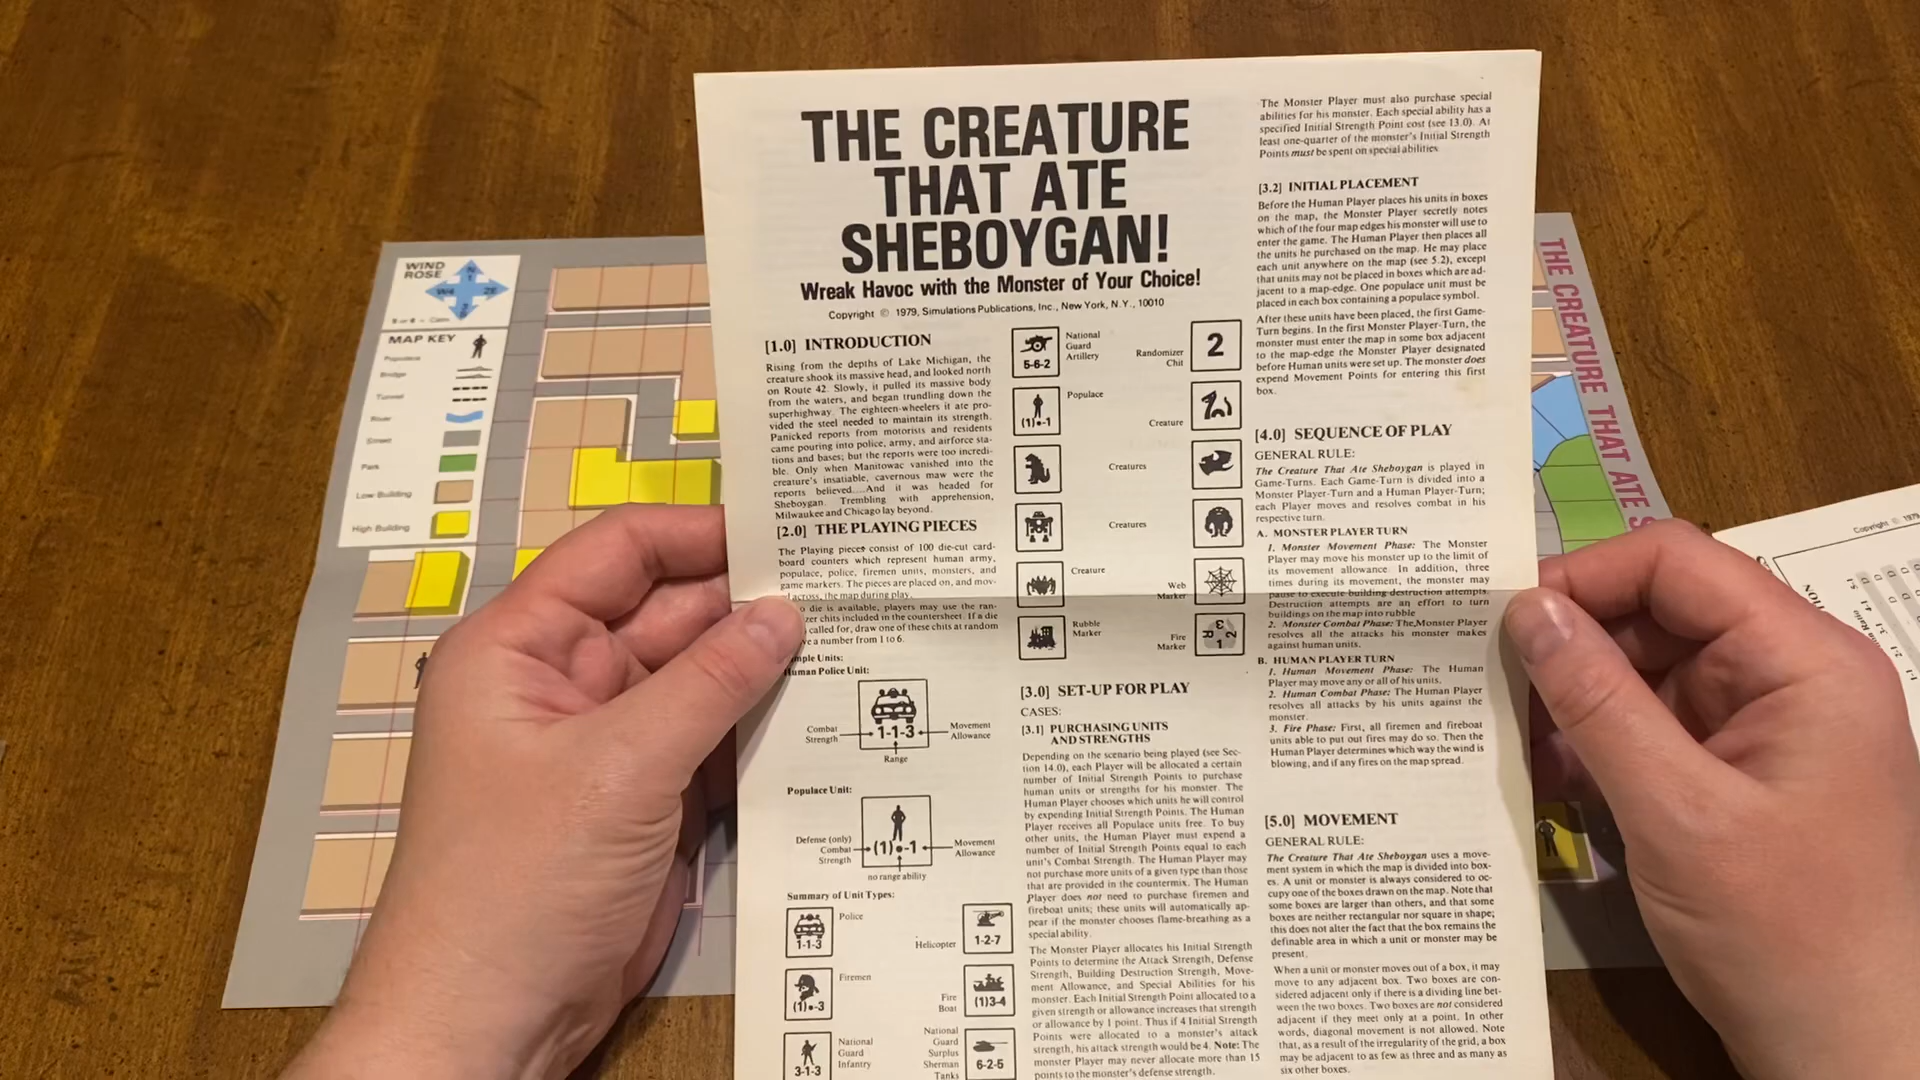 THE CREATURE
THAT ATE
SHEBOYGAN!
Wreak Havoc with the Monster of Your Choice!
Copyright © 1979, Simulations Publications, Inc., New York, N.Y., 10010
[1.0] INTRODUCTION
Rising from the depths of Lake Michigan, the
creature shook its massive head, and looked north
on Route 42. Slowly, it pulled its massive body
from the waters, and began trundling down the
superhighway. The eighteen-wheelers it ate pro-
vided the steel needed to maintain its strength.
Panicked reports from motorists and residents
came pouring into police, army, and airforce sta-
tions and bases; but the reports were too incredi-
ble. Only when Manitowac vanished into the
creature's insatiable, cavernous maw were the
reports believed....And it was headed for
Sheboygan. Trembling with apprehension,
Milwaukee and Chicago lay beyond.
[2.0] THE PLAYING PIECES
The Playing pieces consist of 100 die-cut card-
board counters which represent human army,
populace, police, firemen units, monsters, and
game markers. The pieces are placed on, and mov-
across, the map during play.
die is available, players may use the ran-
chits included in the countersheet. If a die
called for, draw one of these chits at random
a number from 1 to 6.
Units:
Human Police Unit:
Combat
Strength
1-1-3
Movement
Allowance
Range
Populace Unit:
Defense (only)
Combat
Strength
(1)•-1
Movement
Allowance
no range ability
Summary of Unit Types:
Police
1-1-3
Helicopter
1-2-7
Firemen
(1)•-3
Fire
Boat
(1)3-4
National
Guard
Infantry
3-1-3
National
Guard
Surplus
Sherman
Tanks
6-2-5
National
Guard
Artillery
5-6-2
Randomizer
Chit
2
Populace
(1)•-1
Creature
Creatures
Creatures
Creature
Web
Marker
Rubble
Marker
Fire
Marker
R 3 2 1
[3.0] SET-UP FOR PLAY
CASES:
[3.1] PURCHASING UNITS
AND STRENGTHS
Depending on the scenario being played (see Sec-
tion 14.0), each Player will be allocated a certain
number of Initial Strength Points to purchase
human units or strengths for his monster. The
Human Player chooses which units he will control
by expending Initial Strength Points. The Human
Player receives all Populace units free. To buy
other units, the Human Player must expend a
number of Initial Strength Points equal to each
unit's Combat Strength. The Human Player may
not purchase more units of a given type than those
that are provided in the countermix. The Human
Player does not need to purchase firemen and
fireboat units; these units will automatically ap-
pear if the monster chooses flame-breathing as a
special ability.
The Monster Player allocates his Initial Strength
Points to determine the Attack Strength, Defense
Strength, Building Destruction Strength, Move-
ment Allowance, and Special Abilities for his
monster. Each Initial Strength Point allocated to a
given strength or allowance increases that strength
or allowance by 1 point. Thus if 4 Initial Strength
Points were allocated to a monster's attack
strength, his attack strength would be 4. Note: The
monster Player may never allocate more than 15
points to the monster's defense strength.
The Monster Player must also purchase special
abilities for his monster. Each special ability has a
specified Initial Strength Point cost (see 13.0). At
least one-quarter of the monster's Initial Strength
Points must be spent on special abilities
[3.2] INITIAL PLACEMENT
Before the Human Player places his units in boxes
on the map, the Monster Player secretly notes
which of the four map edges his monster will use to
enter the game. The Human Player then places all
the units he purchased on the map. He may place
each unit anywhere on the map (see 5.2), except
that units may not be placed in boxes which are ad-
jacent to a map-edge. One populace unit must be
placed in each box containing a populace symbol.
After these units have been placed, the first Game-
Turn begins. In the first Monster Player-Turn, the
monster must enter the map in some box adjacent
to the map-edge the Monster Player designated
before Human units were set up. The monster does
expend Movement Points for entering this first
box.
[4.0] SEQUENCE OF PLAY
GENERAL RULE:
The Creature That Ate Sheboygan is played in
Game-Turns. Each Game-Turn is divided into a
Monster Player-Turn and a Human Player-Turn;
each Player moves and resolves combat in his
respective turn.
A. MONSTER PLAYER TURN
1. Monster Movement Phase: The Monster
Player may move his monster up to the limit of
its movement allowance. In addition, three
times during its movement, the monster may
pause to execute building destruction attempts.
Destruction attempts are an effort to turn
buildings on the map into rubble
2. Monster Combat Phase: The Monster Player
resolves all the attacks his monster makes
against human units.
B. HUMAN PLAYER TURN
1. Human Movement Phase: The Human
Player may move any or all of his units.
2. Human Combat Phase: The Human Player
resolves all attacks by his units against the
monster.
3. Fire Phase: First, all firemen and fireboat
units able to put out fires may do so. Then the
Human Player determines which way the wind is
blowing, and if any fires on the map spread.
[5.0] MOVEMENT
GENERAL RULE:
The Creature That Ate Sheboygan uses a move-
ment system in which the map is divided into box-
es. A unit or monster is always considered to oc-
cupy one of the boxes drawn on the map. Note that
some boxes are larger than others, and that some
boxes are neither rectangular nor square in shape;
this does not alter the fact that the box remains the
definable area in which a unit or monster may be
present.
When a unit or monster moves out of a box, it may
move to any adjacent box. Two boxes are con-
sidered adjacent only if there is a dividing line bet-
ween the two boxes. Two boxes are not considered
adjacent if they meet only at a point. In other
words, diagonal movement is not allowed. Note
that, as a result of the irregularity of the grid, a box
may be adjacent to as few as three and as many as
six other boxes.
WIND
ROSE
MAP KEY
Populace
Bridge
Tunnel
River
Street
Park
Low Building
High Building
THE CREATURE THAT ATE S
Copyright © 1979